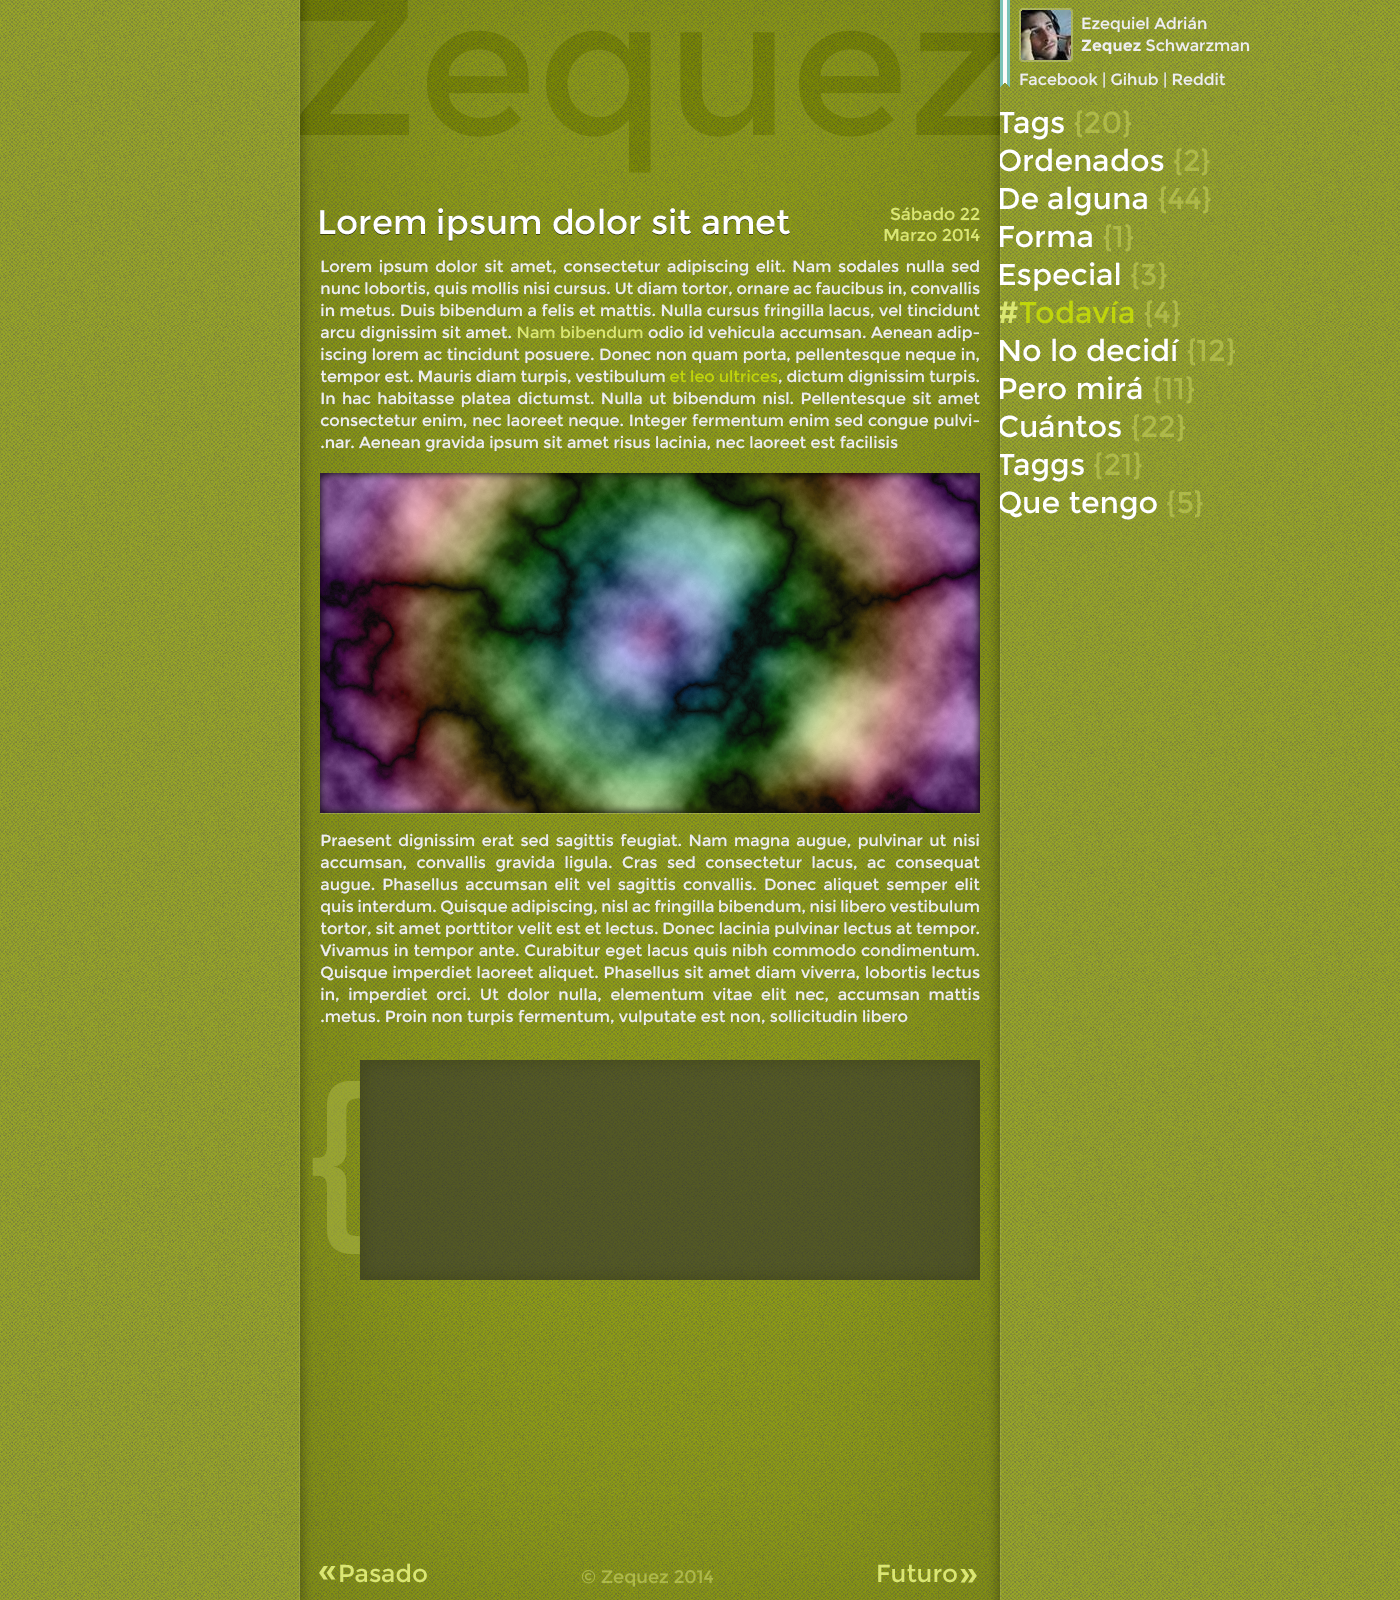 Zequez
Ezequiel Adrián
Zequez Schwarzman
Facebook | Gihub | Reddit
Tags {20}
Ordenados {2}
De alguna {44}
Forma {1}
Especial {3}
#Todavía {4}
No lo decidí {12}
Pero mirá {11}
Cuántos {22}
Taggs {21}
Que tengo {5}
Lorem ipsum dolor sit amet
Sábado 22
Marzo 2014
Lorem ipsum dolor sit amet, consectetur adipiscing elit. Nam sodales nulla sed
nunc lobortis, quis mollis nisi cursus. Ut diam tortor, ornare ac faucibus in, convallis
in metus. Duis bibendum a felis et mattis. Nulla cursus fringilla lacus, vel tincidunt
arcu dignissim sit amet. Nam bibendum odio id vehicula accumsan. Aenean adip-
iscing lorem ac tincidunt posuere. Donec non quam porta, pellentesque neque in,
tempor est. Mauris diam turpis, vestibulum et leo ultrices, dictum dignissim turpis.
In hac habitasse platea dictumst. Nulla ut bibendum nisl. Pellentesque sit amet
consectetur enim, nec laoreet neque. Integer fermentum enim sed congue pulvi-
.nar. Aenean gravida ipsum sit amet risus lacinia, nec laoreet est facilisis
Praesent dignissim erat sed sagittis feugiat. Nam magna augue, pulvinar ut nisi
accumsan, convallis gravida ligula. Cras sed consectetur lacus, ac consequat
augue. Phasellus accumsan elit vel sagittis convallis. Donec aliquet semper elit
quis interdum. Quisque adipiscing, nisl ac fringilla bibendum, nisi libero vestibulum
tortor, sit amet porttitor velit est et lectus. Donec lacinia pulvinar lectus at tempor.
Vivamus in tempor ante. Curabitur eget lacus quis nibh commodo condimentum.
Quisque imperdiet laoreet aliquet. Phasellus sit amet diam viverra, lobortis lectus
in, imperdiet orci. Ut dolor nulla, elementum vitae elit nec, accumsan mattis
.metus. Proin non turpis fermentum, vulputate est non, sollicitudin libero
{
«Pasado
© Zequez 2014
Futuro»